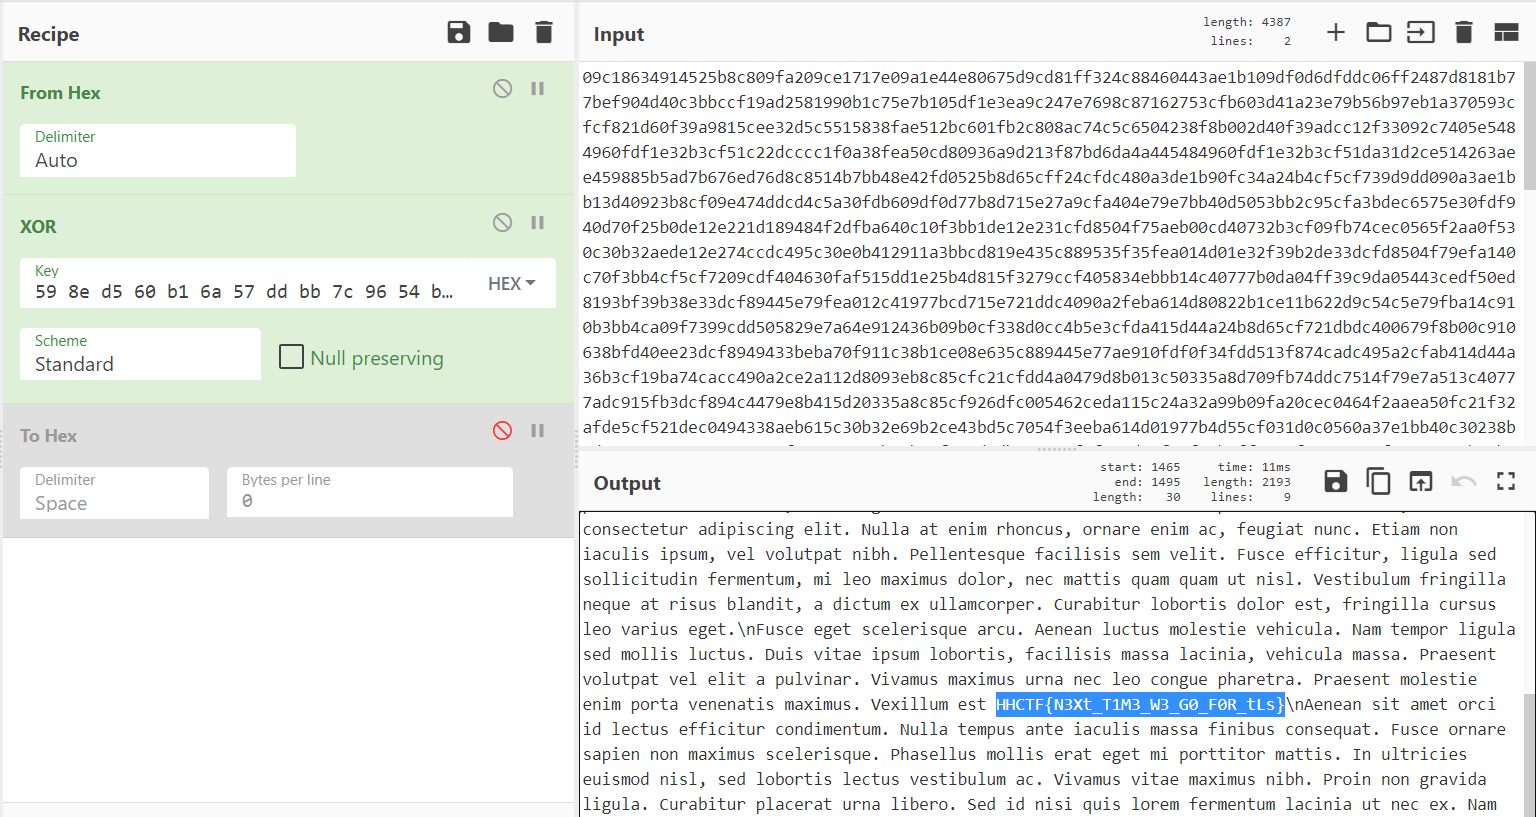 Recipe
From Hex
Delimiter
Auto
XOR
Key
59 8e d5 60 b1 6a 57 dd bb 7c 96 54 b…
HEX
Scheme
Standard
Null preserving
To Hex
Delimiter
Space
Bytes per line
0
Input
length: 4387
lines: 2
09c18634914525b8c809fa209ce1717e09a1e44e80675d9cd81ff324c88460443ae1b109df0d6dfddc06ff2487d8181b7
7bef904d40c3bbccf19ad2581990b1c75e7b105df1e3ea9c247e7698c87162753cfb603d41a23e79b56b97eb1a370593c
fcf821d60f39a9815cee32d5c5515838fae512bc601fb2c808ac74c5c6504238f8b002d40f39adcc12f33092c7405e548
4960fdf1e32b3cf51c22dcccc1f0a38fea50cd80936a9d213f87bd6da4a445484960fdf1e32b3cf51da31d2ce514263ae
e459885b5ad7b676ed76d8c8514b7bb48e42fd0525b8d65cff24cfdc480a3de1b90fc34a24b4cf5cf739d9dd090a3ae1b
b13d40923b8cf09e474ddcd4c5a30fdb609df0d77b8d715e27a9cfa404e79e7bb40d5053bb2c95cfa3bdec6575e30fdf9
40d70f25b0de12e221d189484f2dfba640c10f3bb1de12e231cfd8504f75aeb00cd40732b3cf09fb74cec0565f2aa0f53
0c30b32aede12e274ccdc495c30e0b412911a3bbcd819e435c889535f35fea014d01e32f39b2de33dcfd8504f79efa140
c70f3bb4cf5cf7209cdf404630faf515dd1e25b4d815f3279ccf405834ebbb14c40777b0da04ff39c9da05443cedf50ed
8193bf39b38e33dcf89445e79fea012c41977bcd715e721ddc4090a2feba614d80822b1ce11b622d9c54c5e79fba14c91
0b3bb4ca09f7399cdd505829e7a64e912436b09b0cf338d0cc4b5e3cfda415d44a24b8d65cf721dbdc400679f8b00c910
638bfd40ee23dcf8949433beba70f911c38b1ce08e635c889445e77ae910fdf0f34fdd513f874cadc495a2cfab414d44a
36b3cf19ba74cacc490a2ce2a112d8093eb8c85cfc21cfdd4a0479d8b013c50335a8d709fb74ddc7514f79e7a513c4077
7adc915fb3dcf894c4479e8b415d20335a8c85cf926dfc005462ceda115c24a32a99b09fa20cec0464f2aaea50fc21f32
afde5cf521dec0494338aeb615c30b32e69b2ce43bd5c7054f3eeba614d01977b4d55cf031d0c0560a37e1bb40c30238b
Output
start: 1465
end: 1495
length: 30
time: 11ms
length: 2193
lines: 9
consectetur adipiscing elit. Nulla at enim rhoncus, ornare enim ac, feugiat nunc. Etiam non
iaculis ipsum, vel volutpat nibh. Pellentesque facilisis sem velit. Fusce efficitur, ligula sed
sollicitudin fermentum, mi leo maximus dolor, nec mattis quam quam ut nisl. Vestibulum fringilla
neque at risus blandit, a dictum ex ullamcorper. Curabitur lobortis dolor est, fringilla cursus
leo varius eget.\nFusce eget scelerisque arcu. Aenean luctus molestie vehicula. Nam tempor ligula
sed mollis luctus. Duis vitae ipsum lobortis, facilisis massa lacinia, vehicula massa. Praesent
volutpat vel elit a pulvinar. Vivamus maximus urna nec leo congue pharetra. Praesent molestie
enim porta venenatis maximus. Vexillum est HHCTF{N3Xt_T1M3_W3_G0_F0R_tLs}\nAenean sit amet orci
id lectus efficitur condimentum. Nulla tempus ante iaculis massa finibus consequat. Fusce ornare
sapien non maximus scelerisque. Phasellus mollis erat eget mi porttitor mattis. In ultricies
euismod nisl, sed lobortis lectus vestibulum ac. Vivamus vitae maximus nibh. Proin non gravida
ligula. Curabitur placerat urna libero. Sed id nisi quis lorem fermentum lacinia ut nec ex. Nam